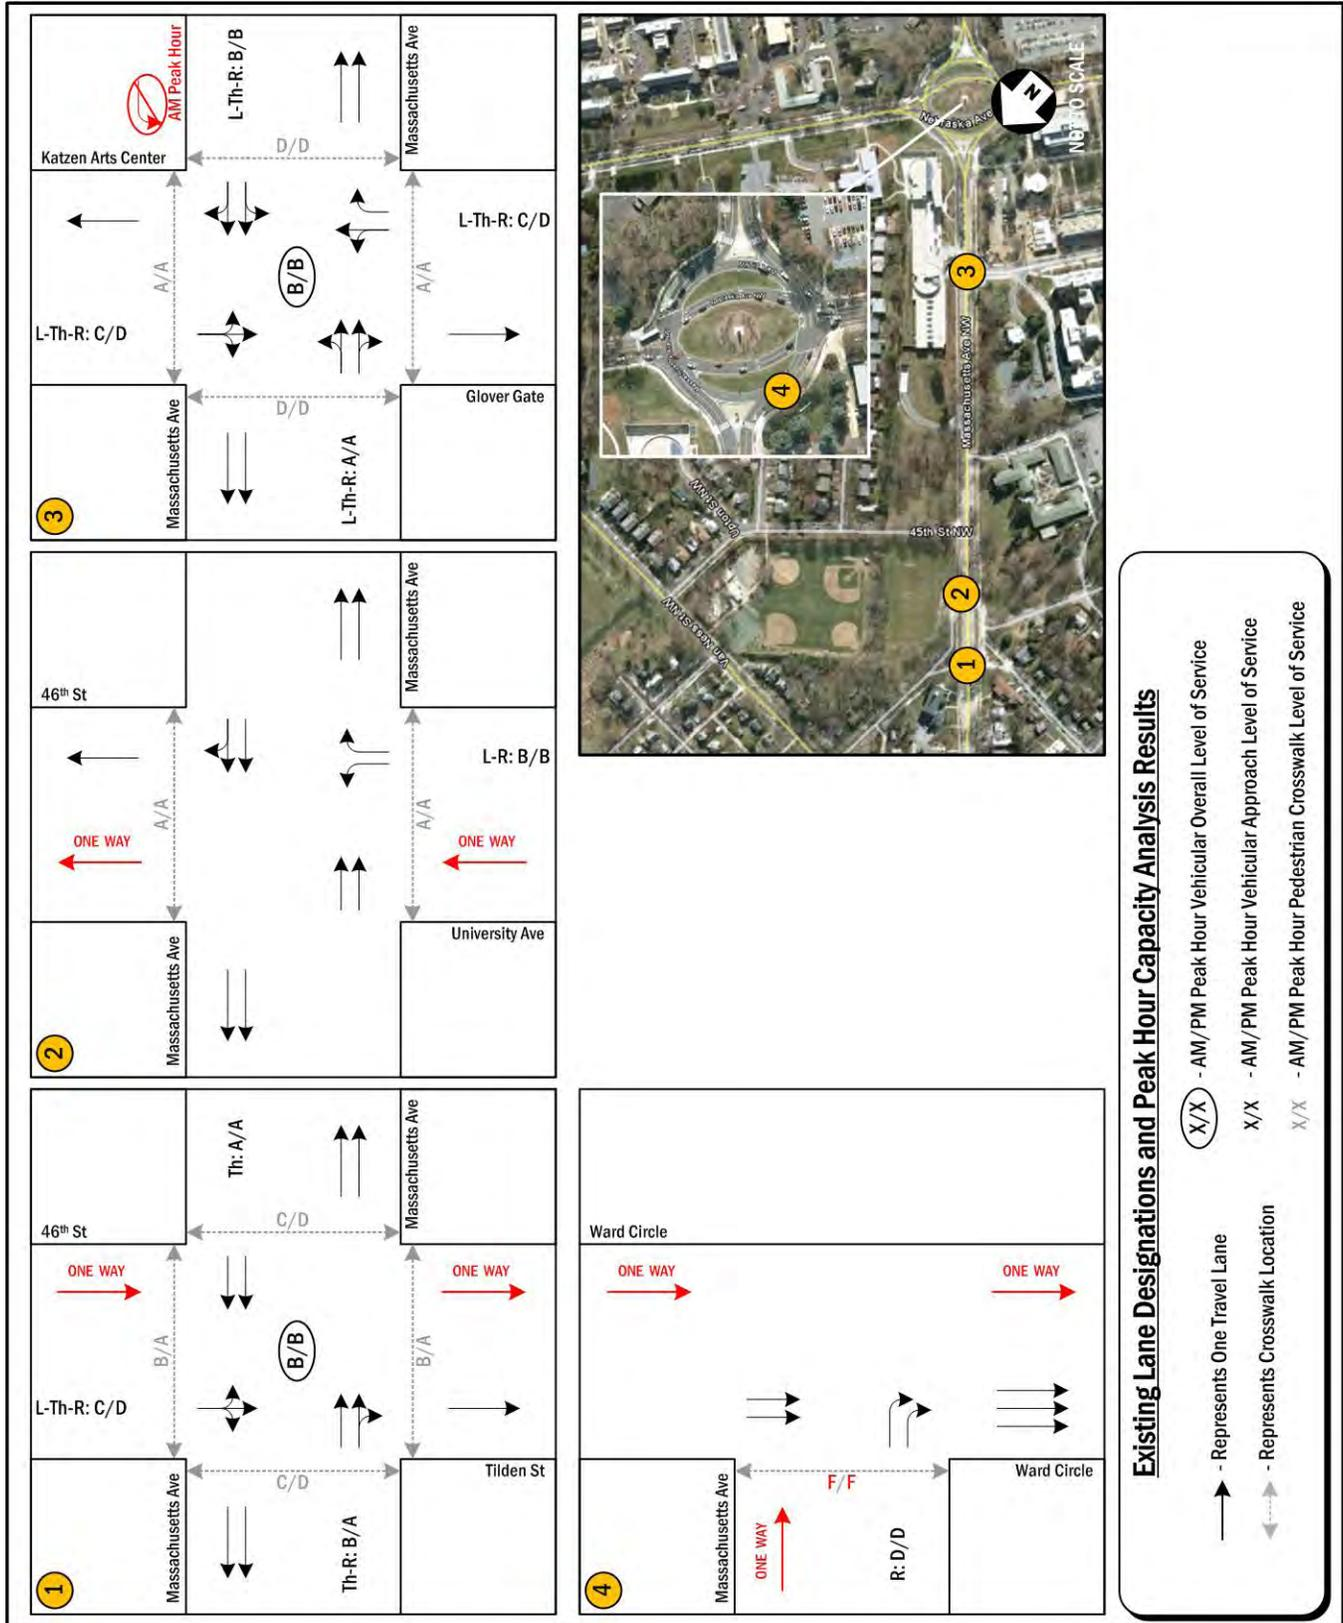 1
Massachusetts Ave
46th St
L-Th-R: C/D
ONE WAY
B/A
C/D
Th: A/A
B/B
C/D
Th-R: B/A
B/A
ONE WAY
Massachusetts Ave
Tilden St
2
Massachusetts Ave
46th St
ONE WAY
A/A
A/A
ONE WAY
L-R: B/B
Massachusetts Ave
University Ave
3
Massachusetts Ave
Katzen Arts Center
AM Peak Hour
L-Th-R: C/D
A/A
D/D
L-Th-R: B/B
B/B
D/D
L-Th-R: A/A
A/A
L-Th-R: C/D
Massachusetts Ave
Glover Gate
4
Massachusetts Ave
Ward Circle
ONE WAY
ONE WAY
F/F
R: D/D
ONE WAY
Ward Circle
Van Ness St NW
Upton St NW
45th St NW
Massachusetts Ave NW
Nebraska Ave
1
2
3
4
N
NOT TO SCALE
Existing Lane Designations and Peak Hour Capacity Analysis Results
- Represents One Travel Lane
- Represents Crosswalk Location
X/X - AM/PM Peak Hour Vehicular Overall Level of Service
X/X - AM/PM Peak Hour Vehicular Approach Level of Service
X/X - AM/PM Peak Hour Pedestrian Crosswalk Level of Service